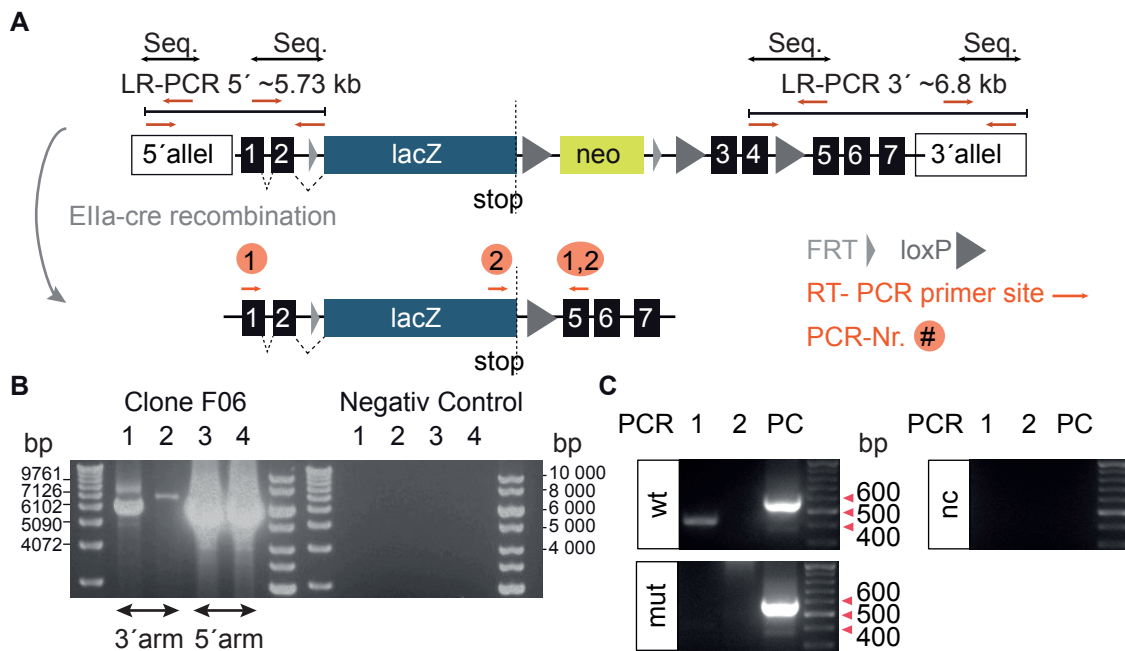 A
Seq. Seq. Seq. Seq.
LR-PCR 5´ ~5.73 kb LR-PCR 3´ ~6.8 kb
5´allel 1 2 lacZ neo 3 4 5 6 7 3´allel
stop
EIIa-cre recombination
1 2 1,2
FRT loxP
1 2 lacZ 5 6 7
RT- PCR primer site
stop
PCR-Nr. #
B
Clone F06 Negativ Control
bp 1 2 3 4 1 2 3 4 bp
9761 10 000
7126 8 000
6102 6 000
5090 5 000
4072 4 000
3´arm 5´arm
C
PCR 1 2 PC PCR 1 2 PC
bp
wt 600 nc
500
400
mut 600
500
400